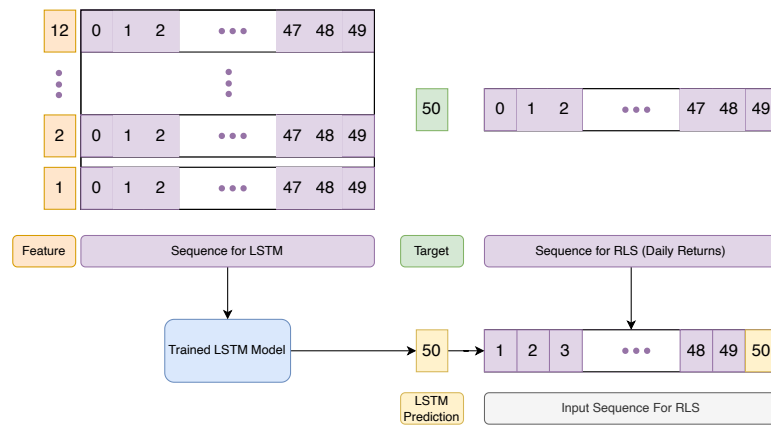 12 0 1 2 ••• 47 48 49
2 0 1 2 ••• 47 48 49
1 0 1 2 ••• 47 48 49
50 0 1 2 ••• 47 48 49
Feature
Sequence for LSTM
Target
Sequence for RLS (Daily Returns)
Trained LSTM Model
50
1 2 3 ••• 48 49 50
LSTM
Prediction
Input Sequence For RLS